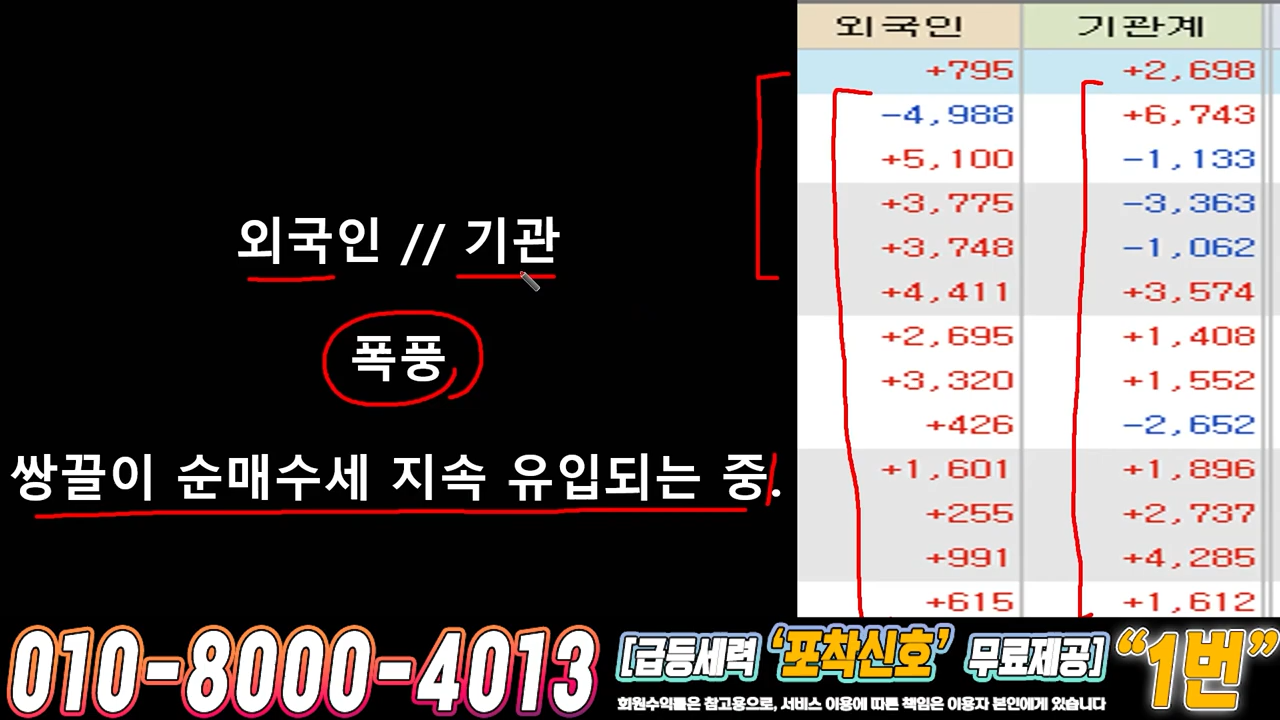 외국인 기관계
+795 +2,698
-4,988 +6,743
+5,100 -1,133
+3,775 -3,363
+3,748 -1,062
+4,411 +3,574
+2,695 +1,408
+3,320 +1,552
+426 -2,652
+1,601 +1,896
+255 +2,737
+991 +4,285
+615 +1,612
외국인 // 기관
폭풍
쌍끌이 순매수세 지속 유입되는 중.
010-8000-4013
[급등세력 '포착신호' 무료제공] "1번"
회원수익률은 참고용으로, 서비스 이용에 따른 책임은 이용자 본인에게 있습니다